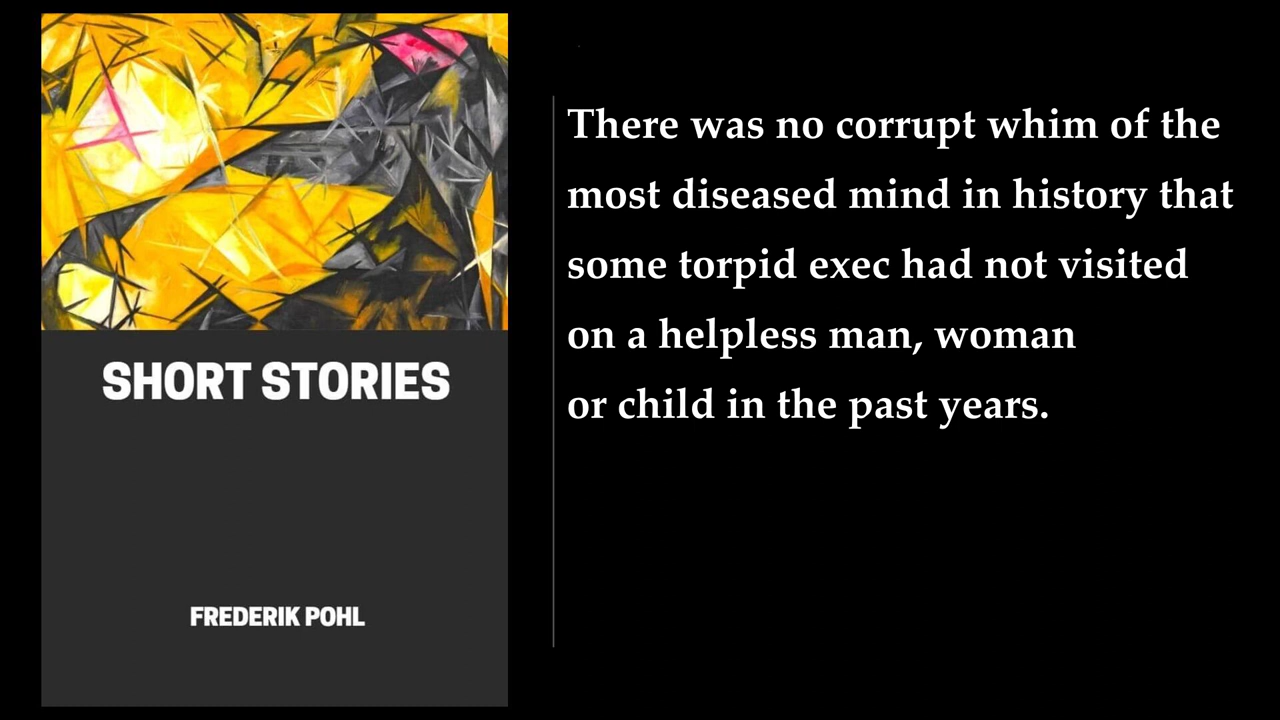 SHORT STORIES
FREDERIK POHL
There was no corrupt whim of the
most diseased mind in history that
some torpid exec had not visited
on a helpless man, woman
or child in the past years.